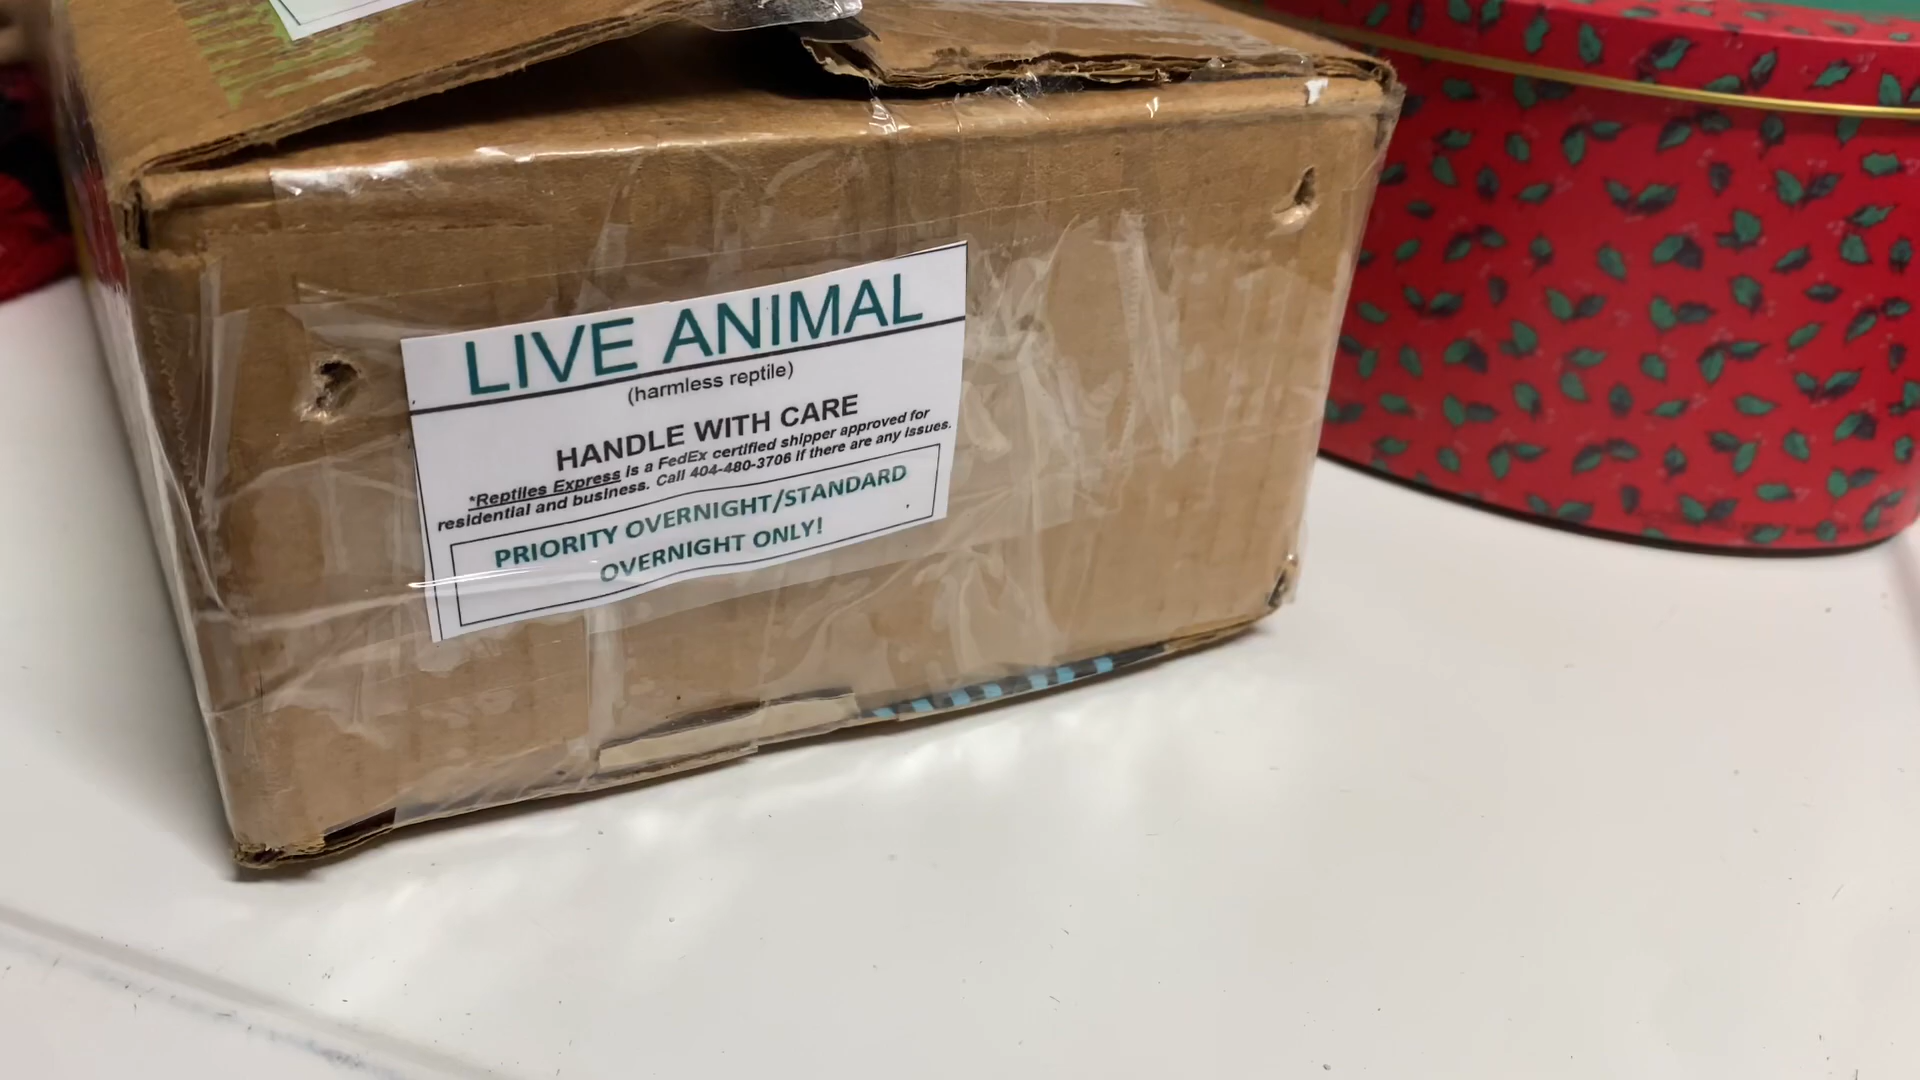 LIVE ANIMAL
(harmless reptile)
HANDLE WITH CARE
*Reptiles Express is a FedEx certified shipper approved for
residential and business. Call 404-480-3706 if there are any issues.
PRIORITY OVERNIGHT/STANDARD
OVERNIGHT ONLY!